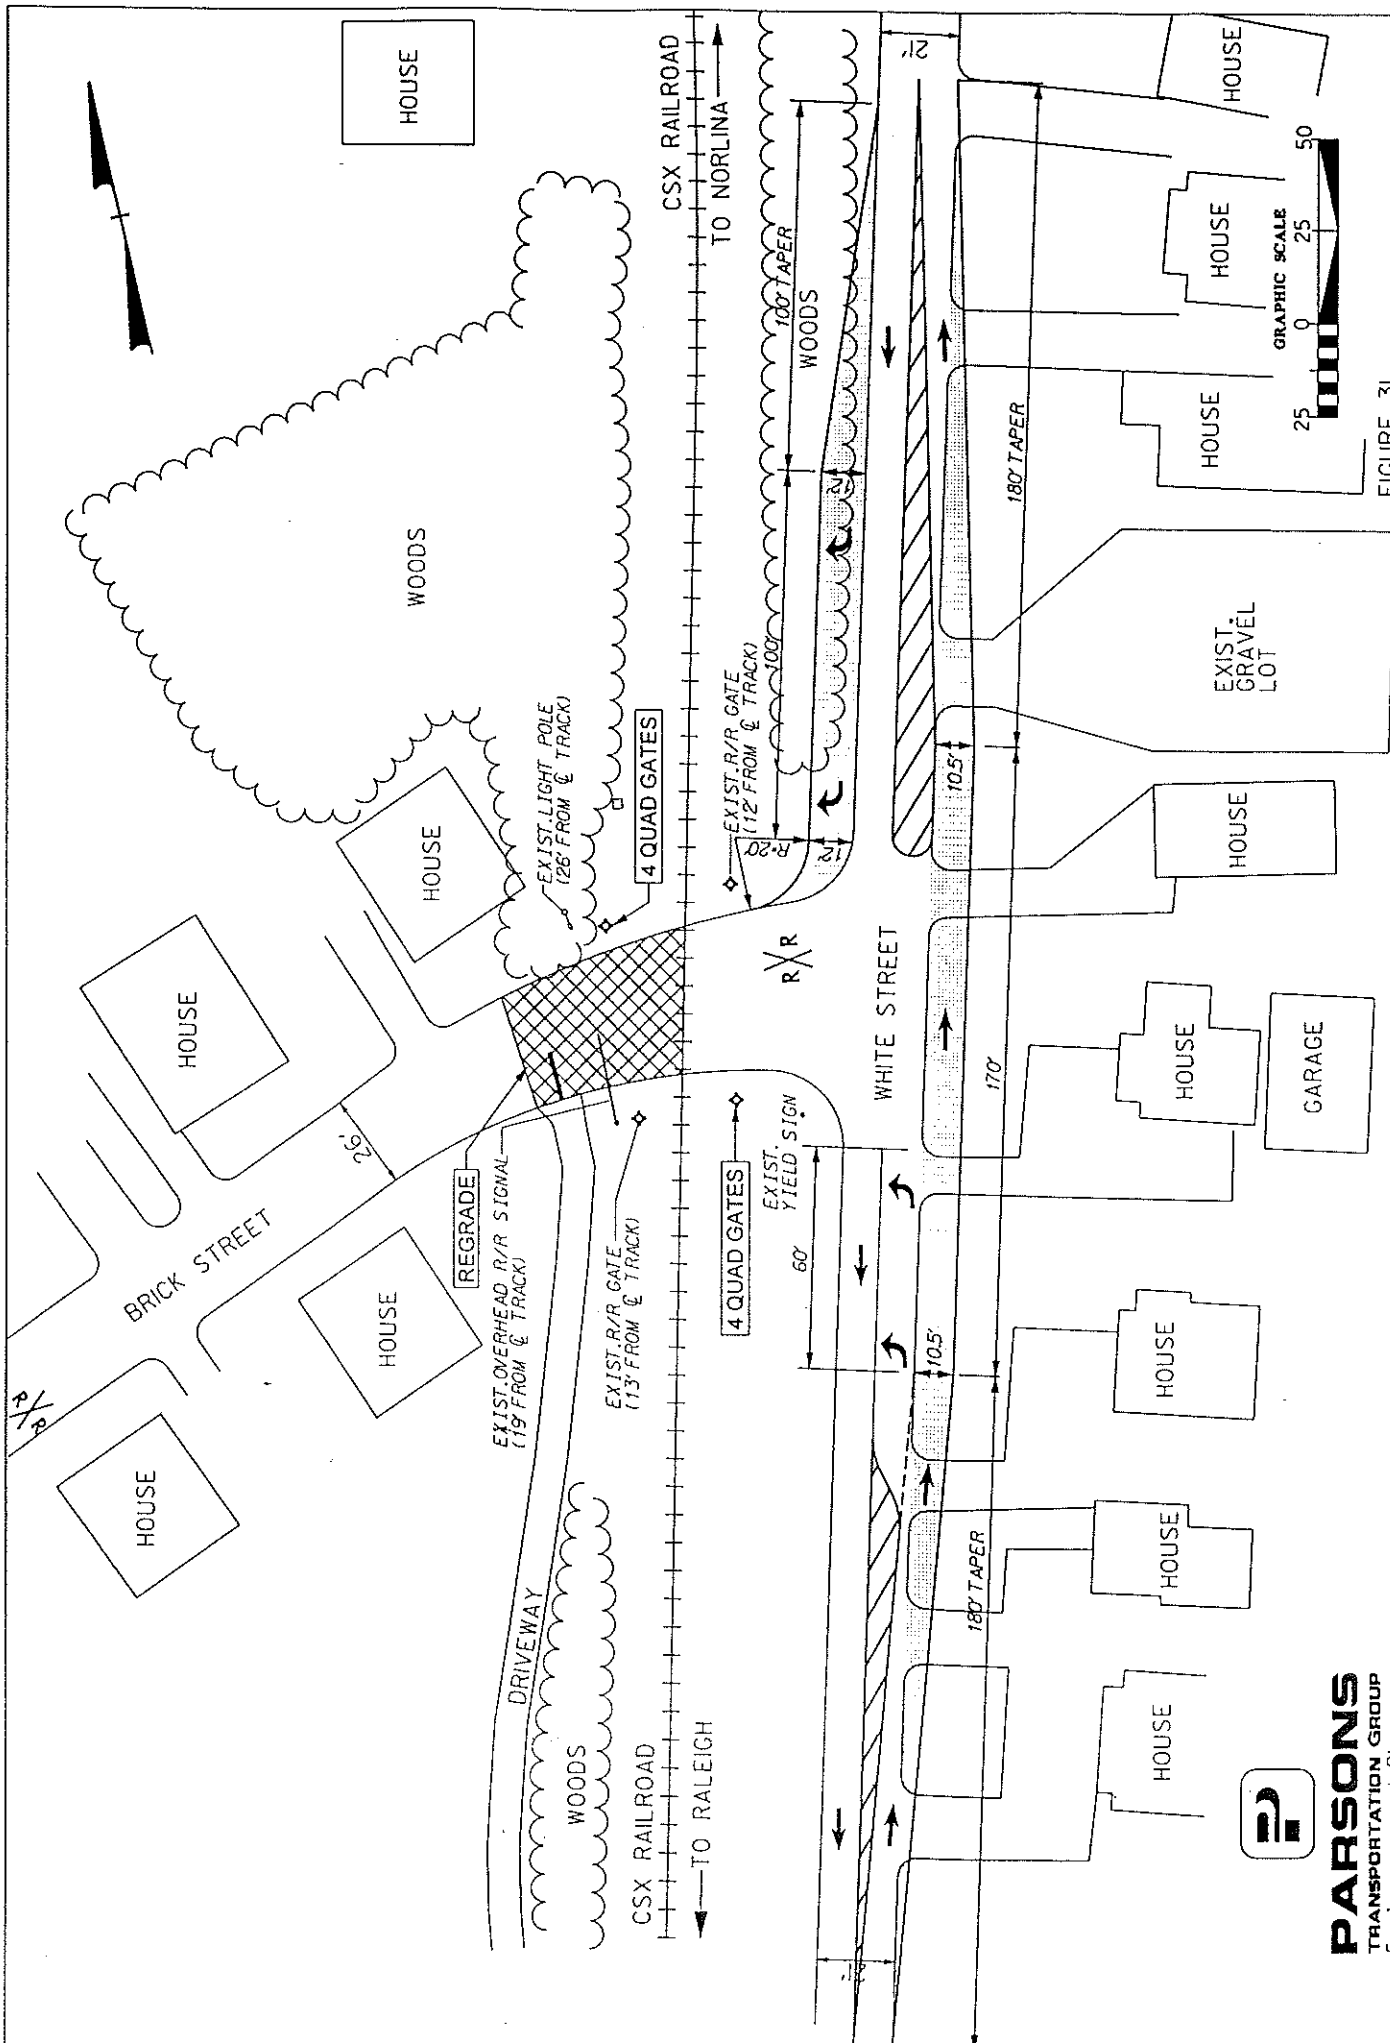 HOUSE
CSX RAILROAD
TO NORLINA
21'
HOUSE
100' TAPER
WOODS
HOUSE
50
25
GRAPHIC SCALE
0
25
HOUSE
180' TAPER
12'
WOODS
100'
EXIST.
GRAVEL
LOT
10.5'
HOUSE
EXIST. LIGHT POLE
(26' FROM ℄ TRACK)
4 QUAD GATES
EXIST. R/R GATE
(12' FROM ℄ TRACK)
R=20'
12'
HOUSE
HOUSE
R R
WHITE STREET
170'
HOUSE
GARAGE
26'
BRICK STREET
REGRADE
EXIST. OVERHEAD R/R SIGNAL
(19' FROM ℄ TRACK)
EXIST. R/R GATE
(13' FROM ℄ TRACK)
4 QUAD GATES
EXIST.
YIELD SIGN
60'
10.5'
HOUSE
HOUSE
R R
HOUSE
DRIVEWAY
WOODS
CSX RAILROAD
TO RALEIGH
180' TAPER
HOUSE
HOUSE
PARSONS
TRANSPORTATION GROUP